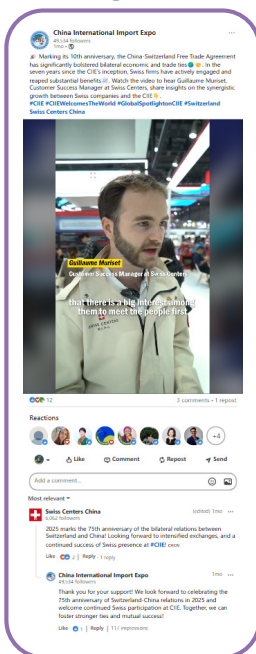 China International Import Expo
49,534 followers
1mo •
Marking its 10th anniversary, the China-Switzerland Free Trade Agreement
has significantly bolstered bilateral economic and trade ties. In the
seven years since the CIIE's inception, Swiss firms have actively engaged and
reaped substantial benefits. Watch the video to hear Guillaume Muriset,
Customer Success Manager at Swiss Centers, share insights on the synergistic
growth between Swiss companies and the CIIE.
#CIIE #CIIEWelcomesTheWorld #GlobalSpotlightonCIIE #Switzerland
Swiss Centers China
Guillaume Muriset
Customer Success Manager at Swiss Centers
that there is a big interest among
them to meet the people first
SWISS CENTERS
12
3 comments • 1 repost
Reactions
+4
Like
Comment
Repost
Send
Add a comment...
Most relevant
Swiss Centers China
(edited) 1mo
6,062 followers
2025 marks the 75th anniversary of the bilateral relations between
Switzerland and China! Looking forward to intensified exchanges, and a
continued success of Swiss presence at #CIIE!
Like · 2 | Reply · 1 reply
China International Import Expo
1mo
49,534 followers
Thank you for your support! We look forward to celebrating the
75th anniversary of Switzerland-China relations in 2025 and
welcome continued Swiss participation at CIIE. Together, we can
foster stronger ties and mutual success!
Like · 1 | Reply | 111 impressions